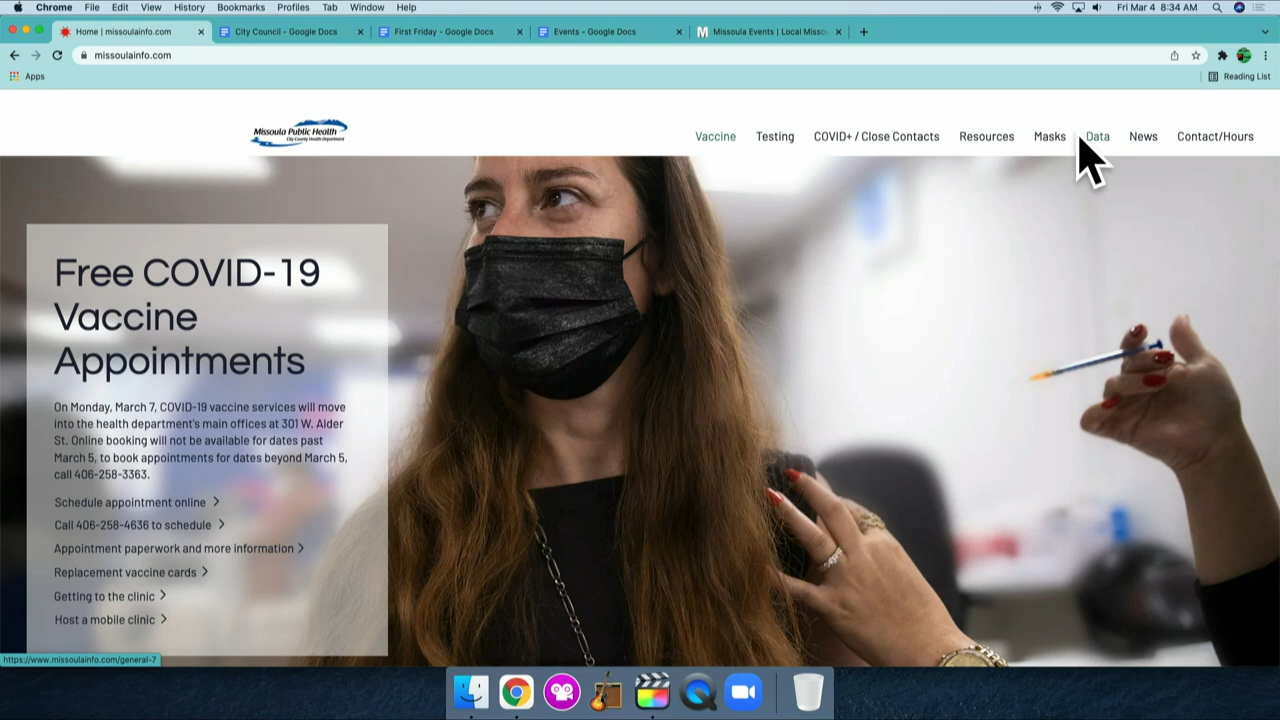 Chrome File Edit View History Bookmarks Profiles Tab Window Help Fri Mar 4 8:34 AM
Home | missoulainfo.com City Council - Google Docs First Friday - Google Docs Events - Google Docs M Missoula Events | Local Misso
missoulainfo.com
Apps Reading List
Missoula Public Health
City-County Health Department
Vaccine Testing COVID+ / Close Contacts Resources Masks Data News Contact/Hours
Free COVID-19
Vaccine
Appointments
On Monday, March 7, COVID-19 vaccine services will move
into the health department's main offices at 301 W. Alder
St. Online booking will not be available for dates past
March 5, to book appointments for dates beyond March 5,
call 406-258-3363.
Schedule appointment online >
Call 406-258-4636 to schedule >
Appointment paperwork and more information >
Replacement vaccine cards >
Getting to the clinic >
Host a mobile clinic >
https://www.missoulainfo.com/general-7